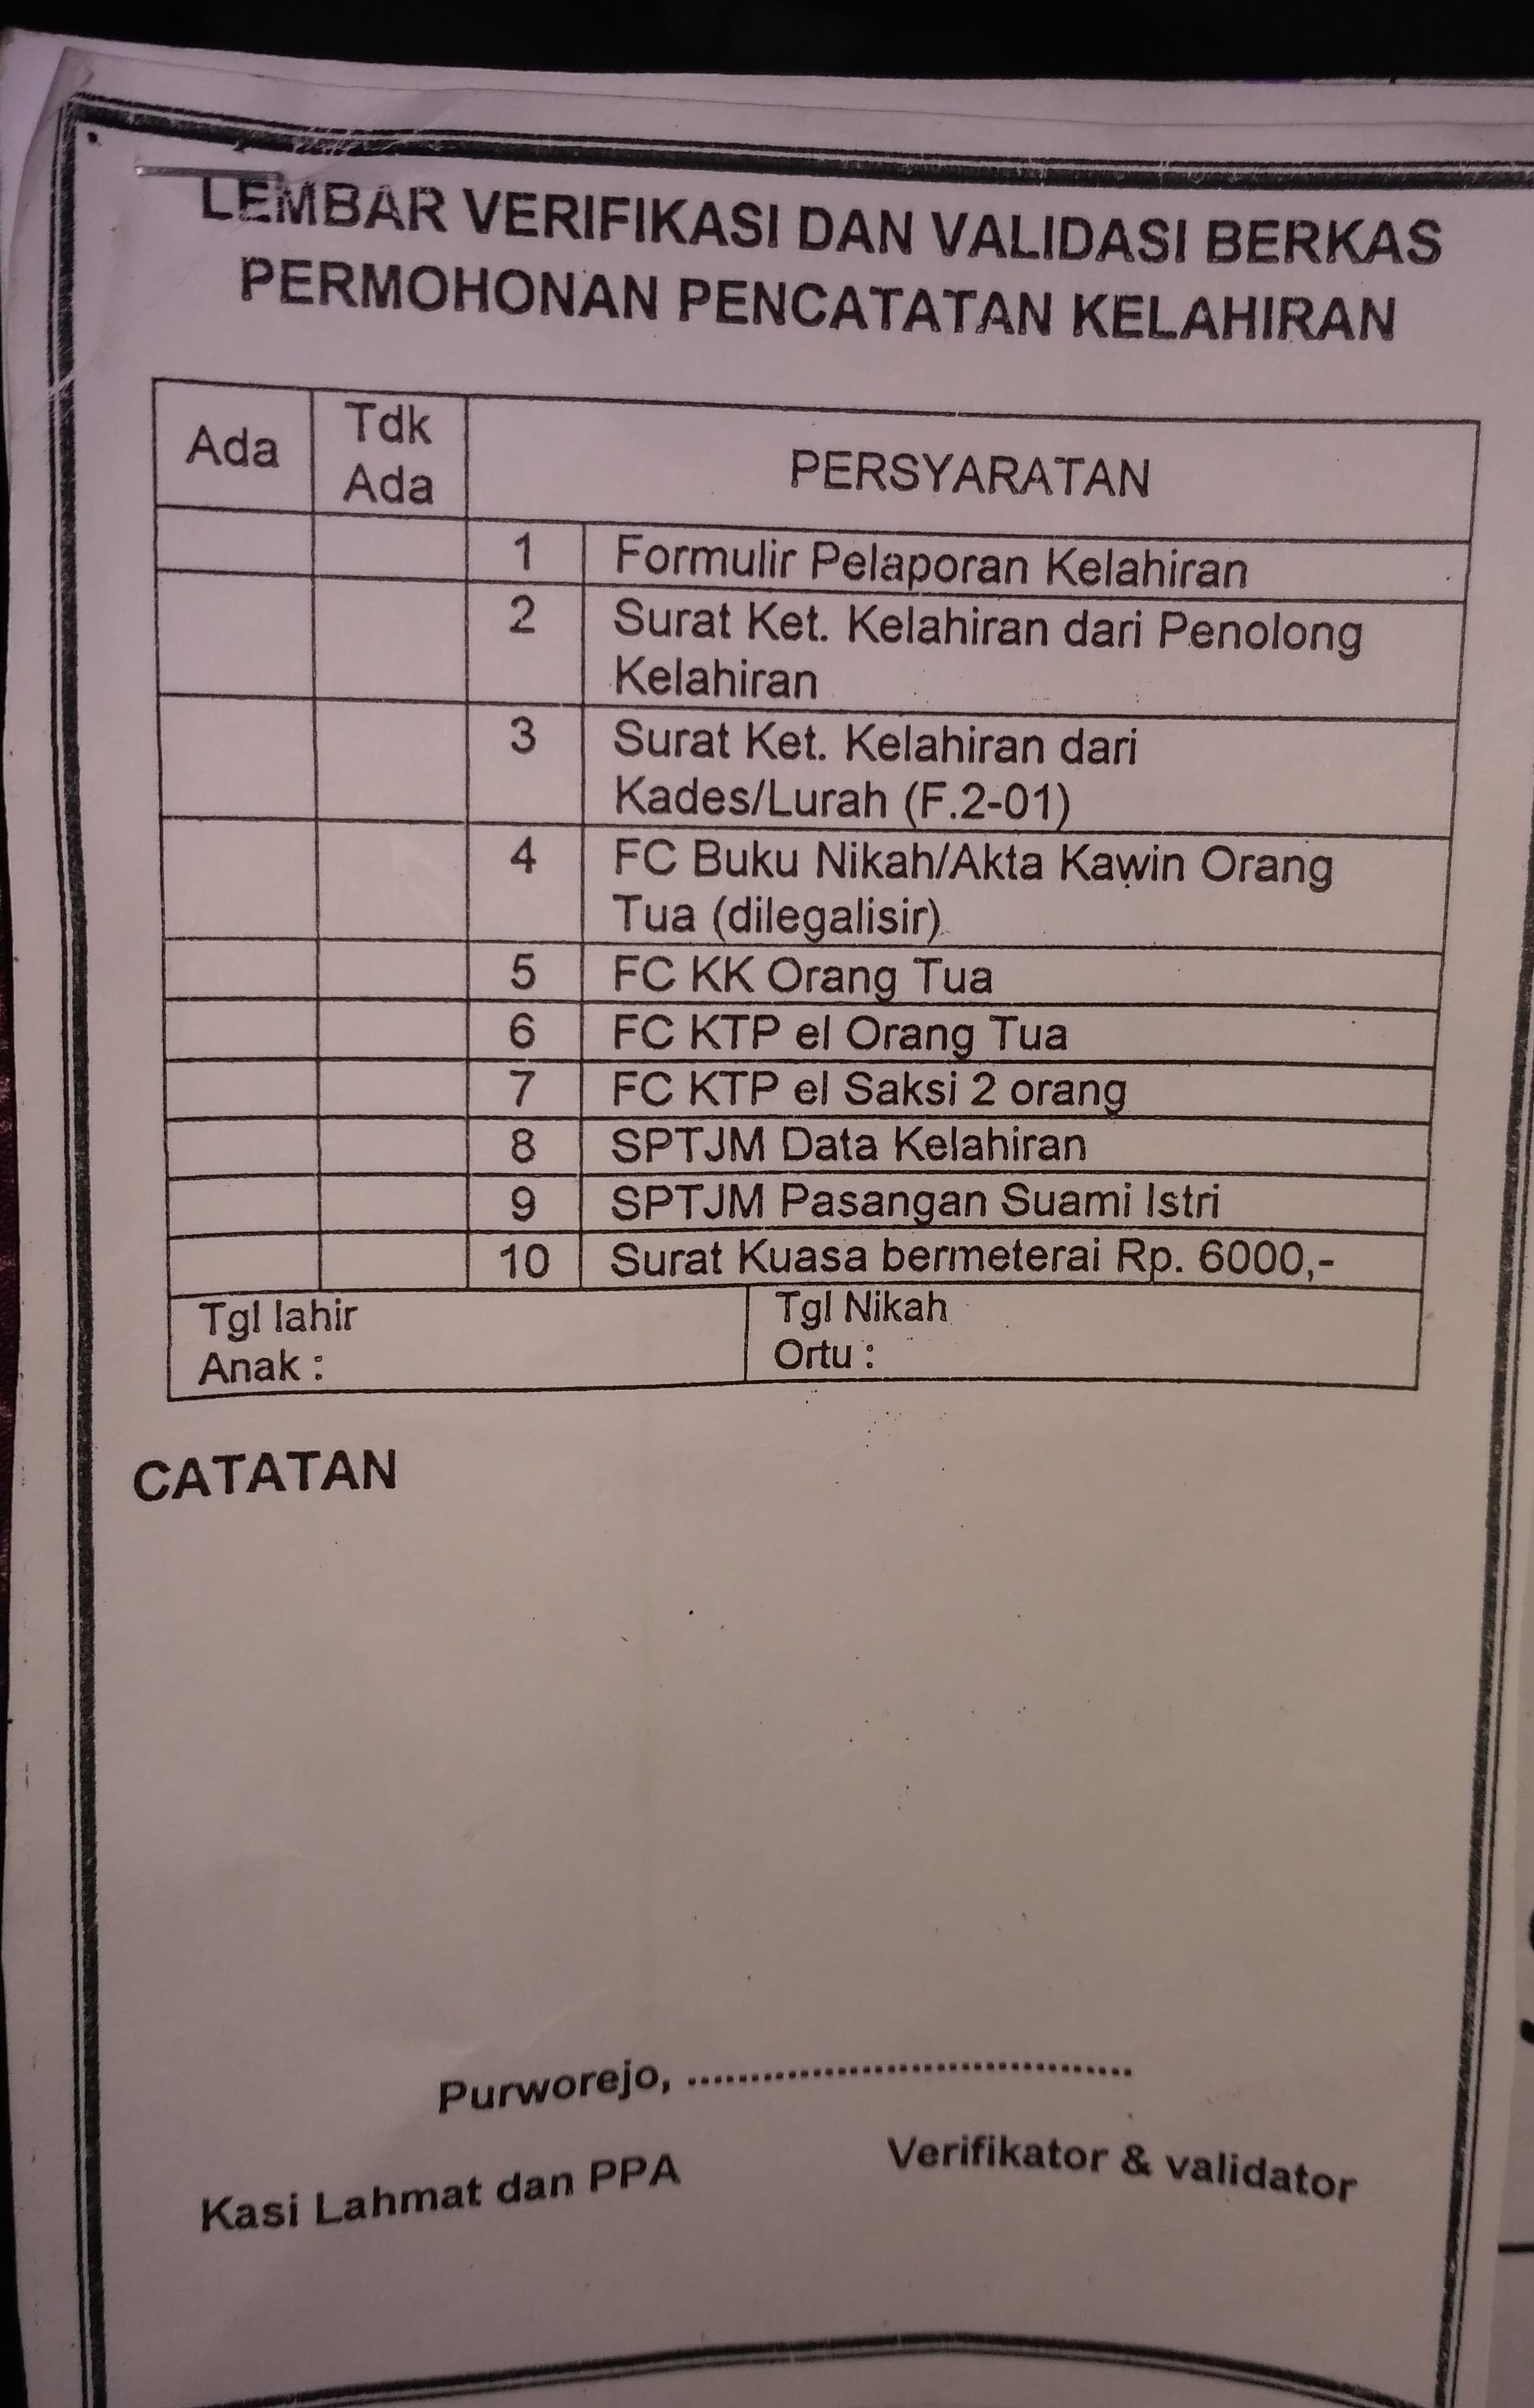 LEMBAR VERIFIKASI DAN VALIDASI BERKAS
PERMOHONAN PENCATATAN KELAHIRAN
Ada
Tdk
Ada
PERSYARATAN
1 Formulir Pelaporan Kelahiran
2 Surat Ket. Kelahiran dari Penolong
Kelahiran
3 Surat Ket. Kelahiran dari
Kades/Lurah (F.2-01)
4 FC Buku Nikah/Akta Kawin Orang
Tua (dilegalisir)
5 FC KK Orang Tua
6 FC KTP el Orang Tua
7 FC KTP el Saksi 2 orang
8 SPTJM Data Kelahiran
9 SPTJM Pasangan Suami Istri
10 Surat Kuasa bermeterai Rp. 6000,-
Tgl lahir
Anak :
Tgl Nikah
Ortu :
CATATAN
Purworejo, ....................................
Kasi Lahmat dan PPA
Verifikator & validator